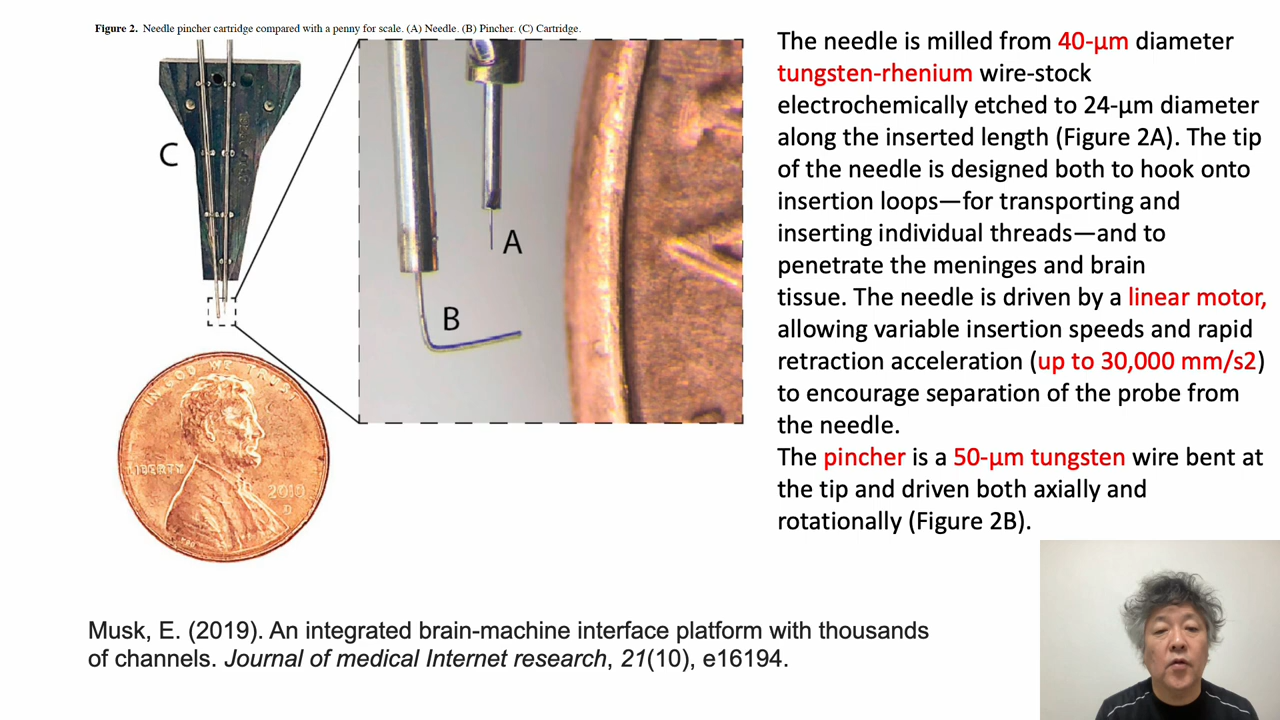 Figure 2. Needle pincher cartridge compared with a penny for scale. (A) Needle. (B) Pincher. (C) Cartridge.
C
A
B
IN GOD WE TRUST
LIBERTY
2010
D
The needle is milled from 40-μm diameter
tungsten-rhenium wire-stock
electrochemically etched to 24-μm diameter
along the inserted length (Figure 2A). The tip
of the needle is designed both to hook onto
insertion loops—for transporting and
inserting individual threads—and to
penetrate the meninges and brain
tissue. The needle is driven by a linear motor,
allowing variable insertion speeds and rapid
retraction acceleration (up to 30,000 mm/s2)
to encourage separation of the probe from
the needle.
The pincher is a 50-μm tungsten wire bent at
the tip and driven both axially and
rotationally (Figure 2B).
Musk, E. (2019). An integrated brain-machine interface platform with thousands
of channels. Journal of medical Internet research, 21(10), e16194.